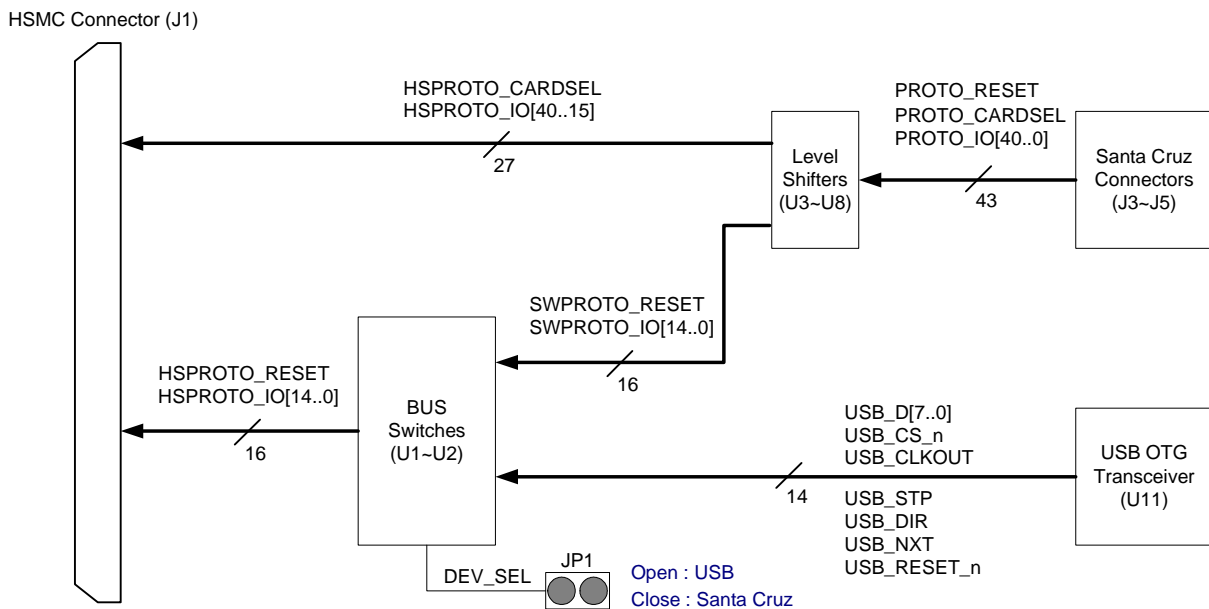 HSMC Connector (J1)
HSPROTO_CARDSEL
HSPROTO_IO[40..15]
27
PROTO_RESET
PROTO_CARDSEL
PROTO_IO[40..0]
43
Level
Shifters
(U3~U8)
Santa Cruz
Connectors
(J3~J5)
SWPROTO_RESET
SWPROTO_IO[14..0]
16
HSPROTO_RESET
HSPROTO_IO[14..0]
16
BUS
Switches
(U1~U2)
USB_D[7..0]
USB_CS_n
USB_CLKOUT
14
USB_STP
USB_DIR
USB_NXT
USB_RESET_n
USB OTG
Transceiver
(U11)
DEV_SEL
JP1
Open : USB
Close : Santa Cruz